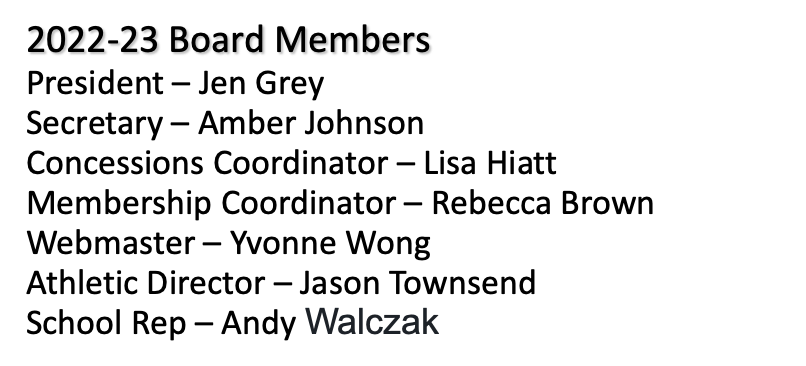 2022-23 Board Members
President – Jen Grey
Secretary – Amber Johnson
Concessions Coordinator – Lisa Hiatt
Membership Coordinator – Rebecca Brown
Webmaster – Yvonne Wong
Athletic Director – Jason Townsend
School Rep – Andy Walczak